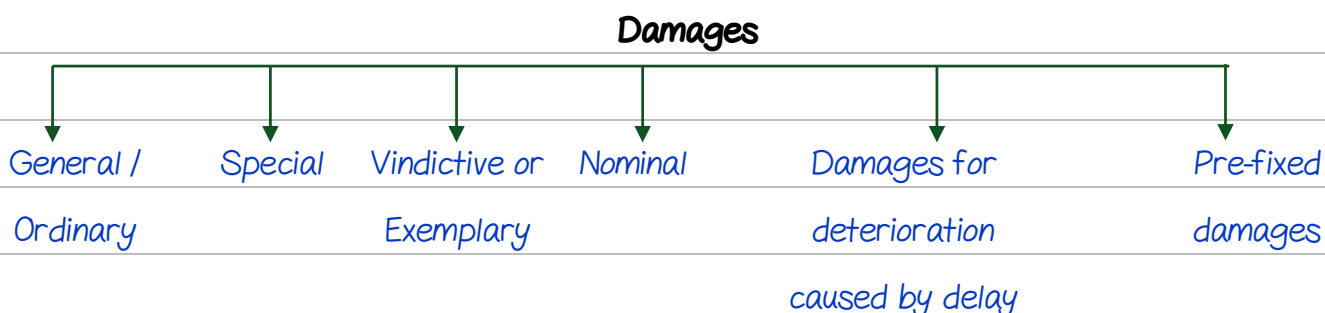 Damages
General / Special Vindictive or Nominal Damages for Pre-fixed
Ordinary Exemplary deterioration damages
caused by delay